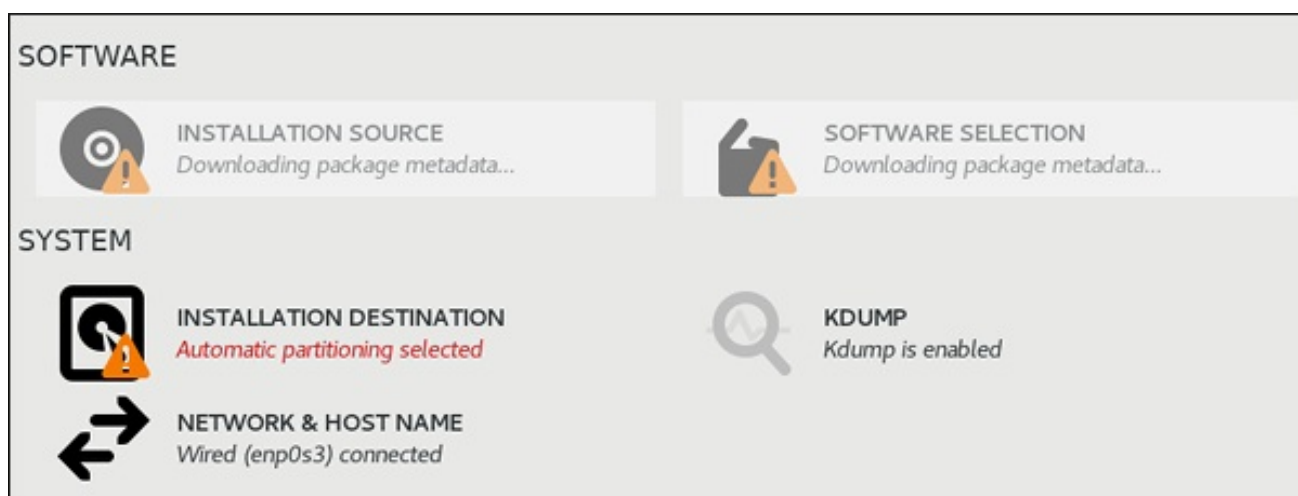 SOFTWARE
INSTALLATION SOURCE
Downloading package metadata...
SOFTWARE SELECTION
Downloading package metadata...
SYSTEM
INSTALLATION DESTINATION
Automatic partitioning selected
KDUMP
Kdump is enabled
NETWORK & HOST NAME
Wired (enp0s3) connected